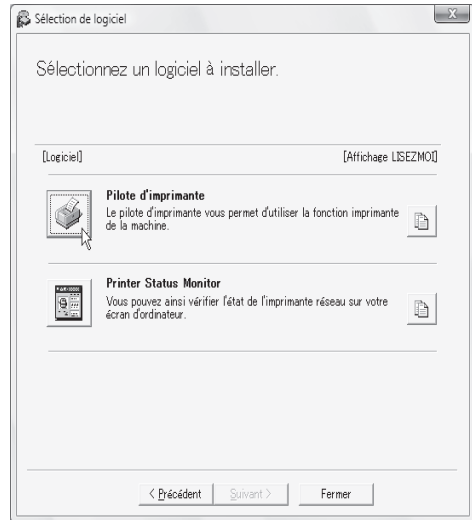 Sélection de logiciel
Sélectionnez un logiciel à installer.
[Logiciel] [Affichage LISEZMOI]
Pilote d'imprimante
Le pilote d'imprimante vous permet d'utiliser la fonction imprimante
de la machine.
Printer Status Monitor
Vous pouvez ainsi vérifier l'état de l'imprimante réseau sur votre
écran d'ordinateur.
< Précédent Suivant > Fermer